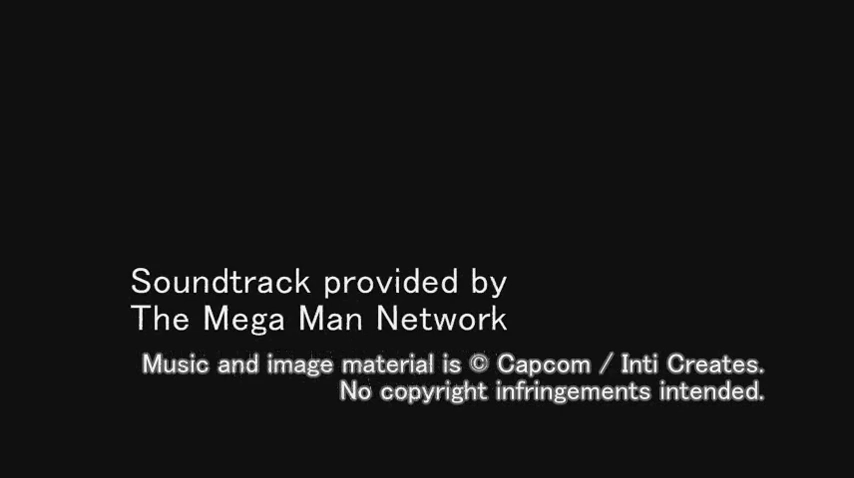 Soundtrack provided by
The Mega Man Network
Music and image material is © Capcom / Inti Creates.
No copyright infringements intended.